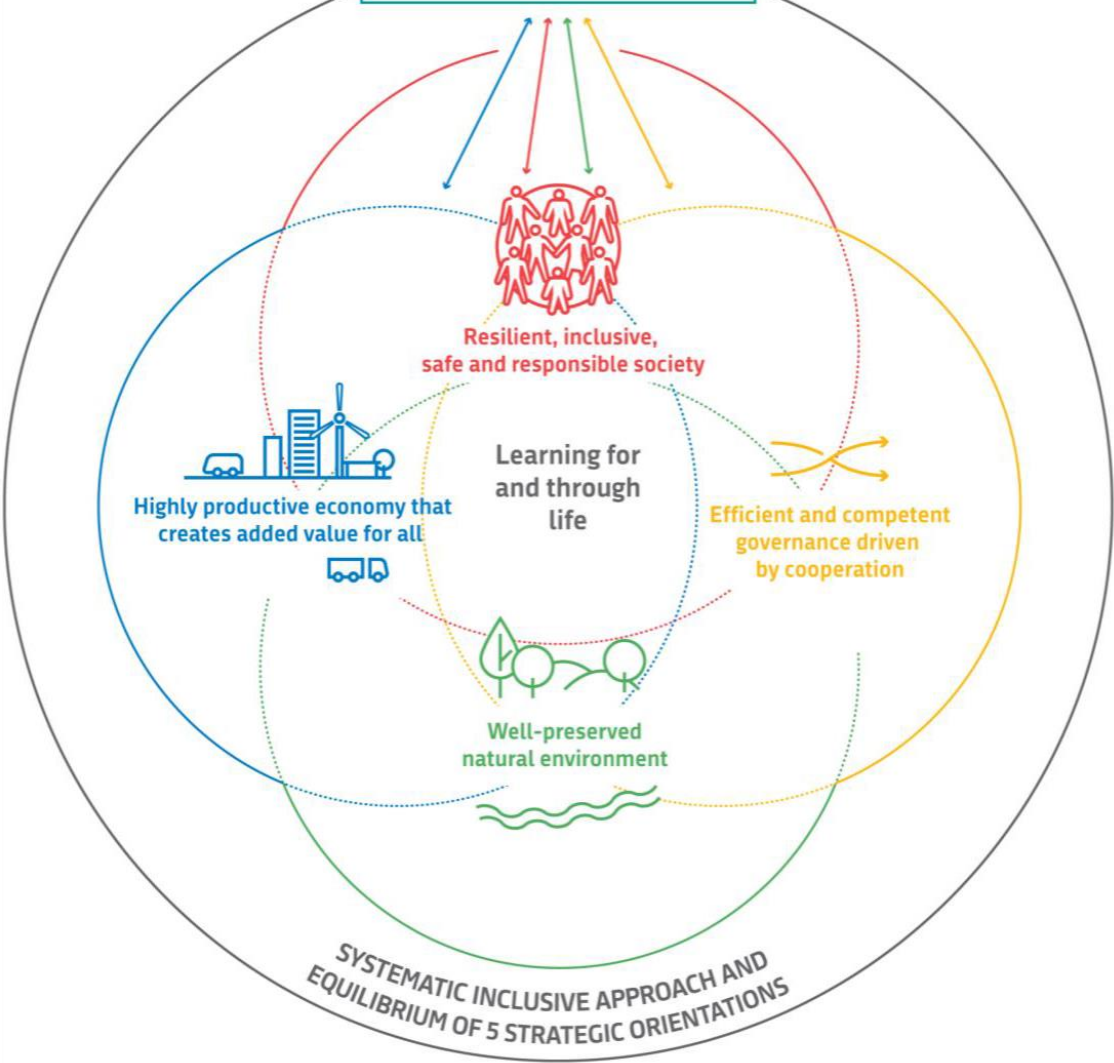 Resilient, inclusive,
safe and responsible society
Learning for
and through
life
Highly productive economy that
creates added value for all
Efficient and competent
governance driven
by cooperation
Well-preserved
natural environment
SYSTEMATIC INCLUSIVE APPROACH AND
EQUILIBRIUM OF 5 STRATEGIC ORIENTATIONS